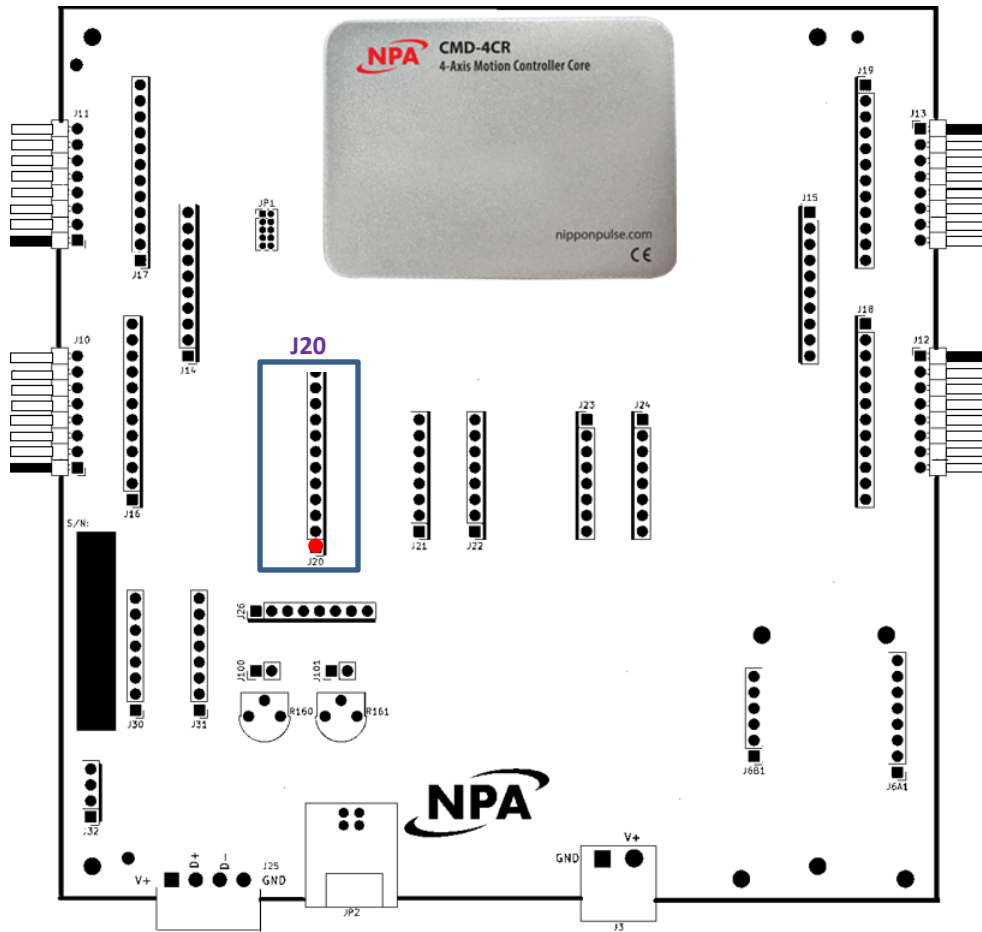 NPA
CMD-4CR
4-Axis Motion Controller Core
nipponpulse.com
CE
J19
J11
J13
JP1
J15
J17
J18
J10
J20
J12
J14
J23
J24
J16
S/N:
J21
J22
J20
J26
J100
J101
R160
R161
J30
J31
J6B1
J6A1
NPA
J32
V+
GND
V+
D+
D-
J25
GND
JP2
J3